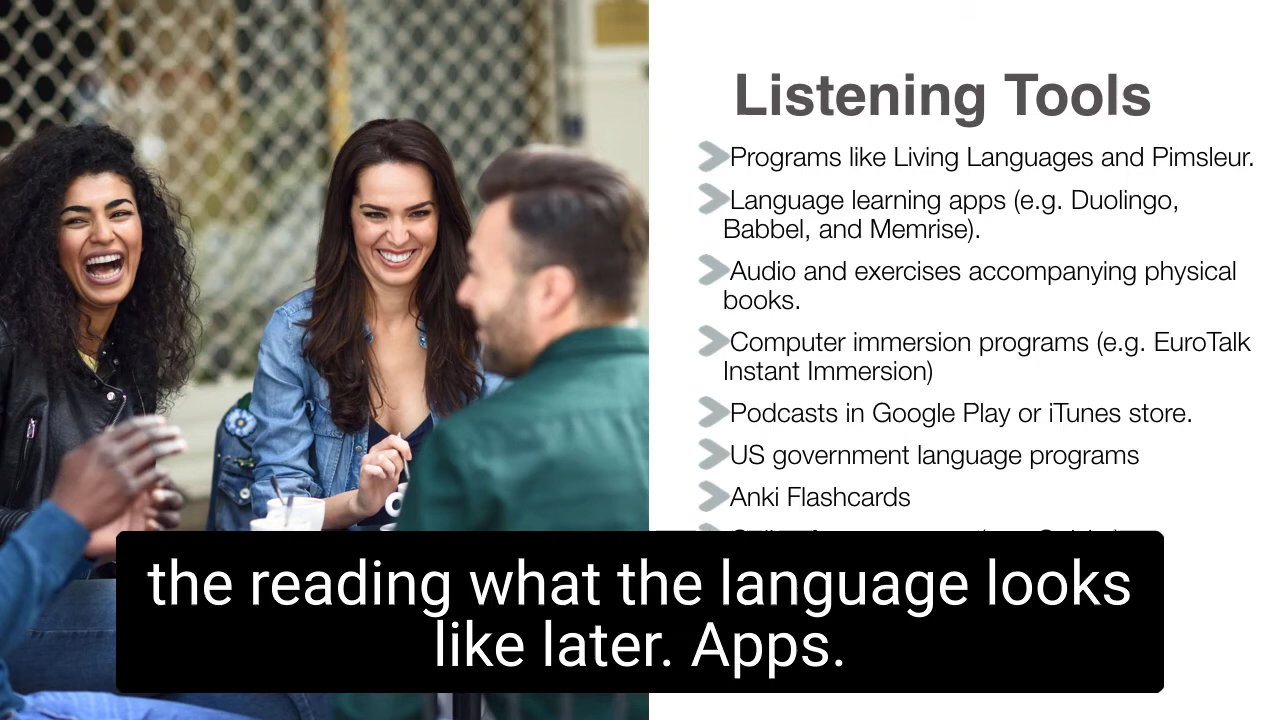 Listening Tools
Programs like Living Languages and Pimsleur.
Language learning apps (e.g. Duolingo,
Babbel, and Memrise).
Audio and exercises accompanying physical
books.
Computer immersion programs (e.g. EuroTalk
Instant Immersion)
Podcasts in Google Play or iTunes store.
US government language programs
Anki Flashcards
the reading what the language looks
like later. Apps.